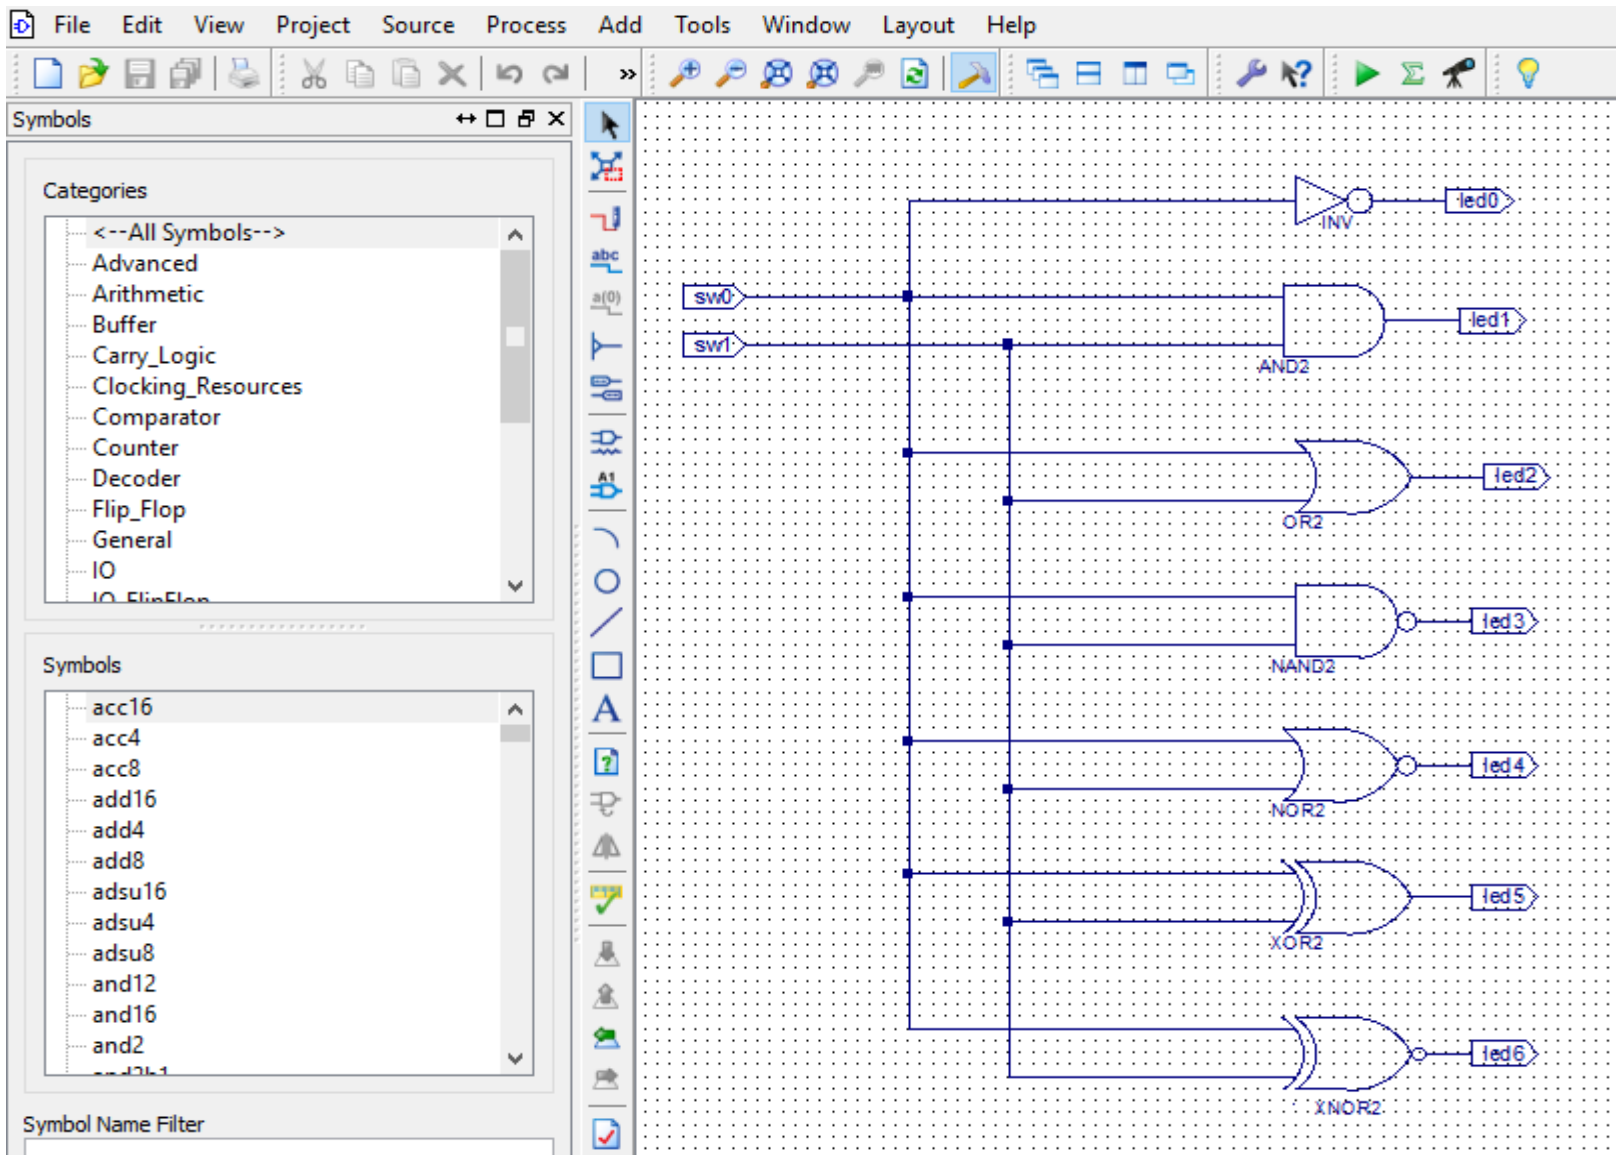 File Edit View Project Source Process Add Tools Window Layout Help
»
Symbols
Categories
<--All Symbols-->
Advanced
Arithmetic
Buffer
Carry_Logic
Clocking_Resources
Comparator
Counter
Decoder
Flip_Flop
General
IO
IO_FlipFlop
Symbols
acc16
acc4
acc8
add16
add4
add8
adsu16
adsu4
adsu8
and12
and16
and2
and2b1
Symbol Name Filter
abc
a(0)
A1
A
led0
INV
sw0
led1
sw1
AND2
led2
OR2
led3
NAND2
led4
NOR2
led5
XOR2
led6
XNOR2